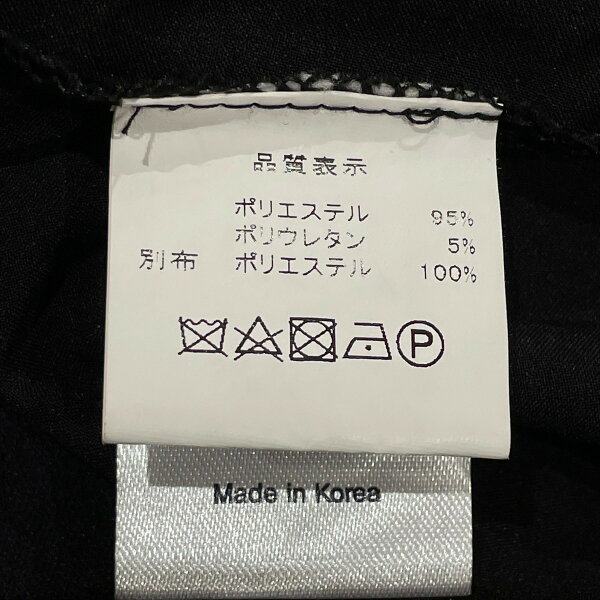 品質表示
ポリエステル 95%
ポリウレタン 5%
別布 ポリエステル 100%
P
Made in Korea